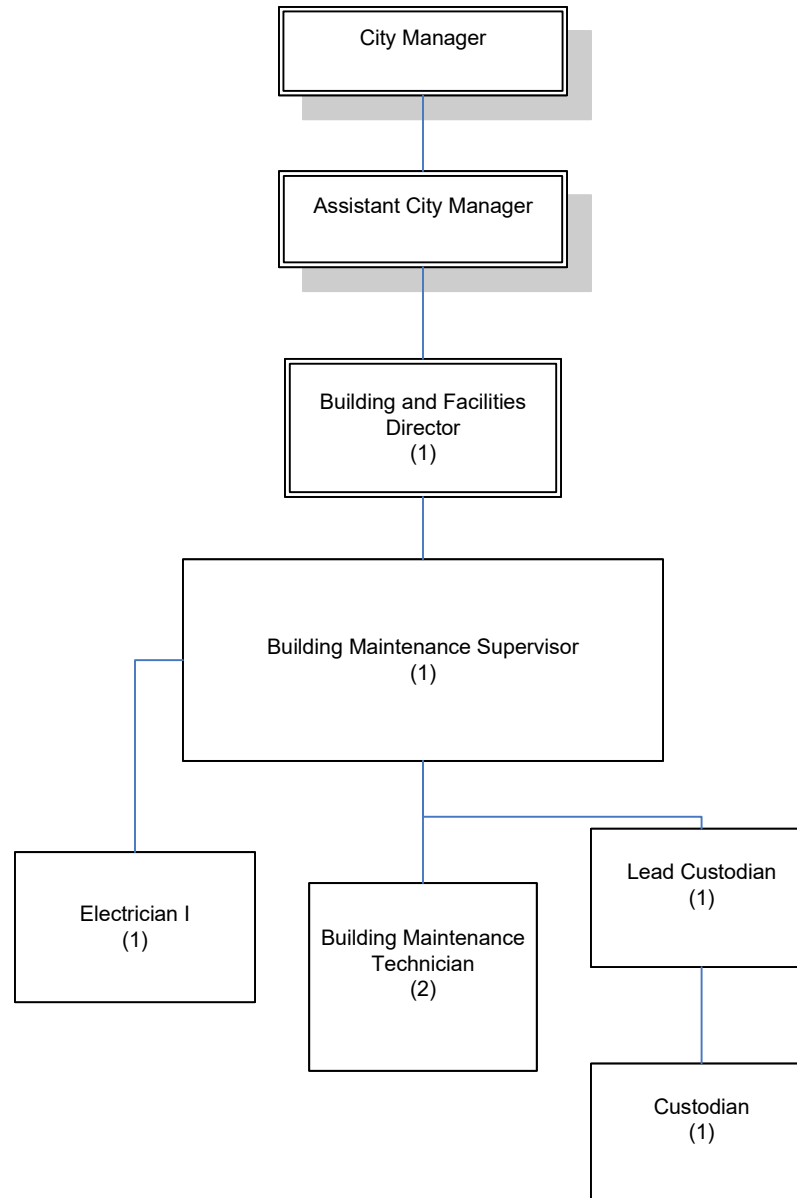 City Manager
Assistant City Manager
Building and Facilities
Director
(1)
Building Maintenance Supervisor
(1)
Electrician I
(1)
Building Maintenance
Technician
(2)
Lead Custodian
(1)
Custodian
(1)